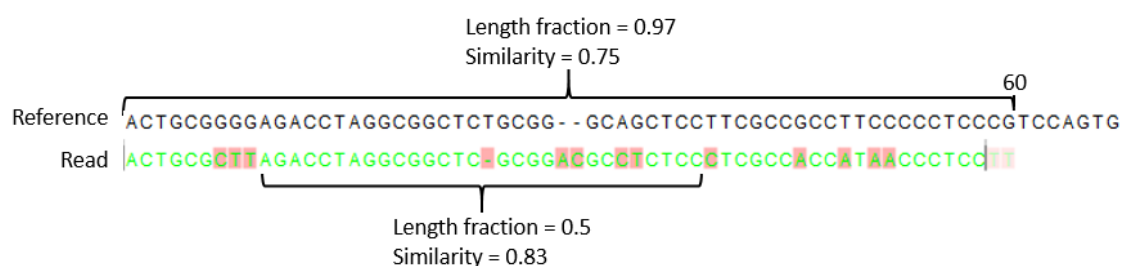 Length fraction = 0.97
Similarity = 0.75
60
Reference ACTGCGGGGAGACCTAGGCGGCTCTGCGG--GCAGCTCCTTCGCCGCCTTCCCCCTCCCGTCCAGTG
Read ACTGCGCTTAGACCTAGGCGGCTC-GCGGACGCCTCTCCCTCGCCACCATAACCCTCCTT
Length fraction = 0.5
Similarity = 0.83